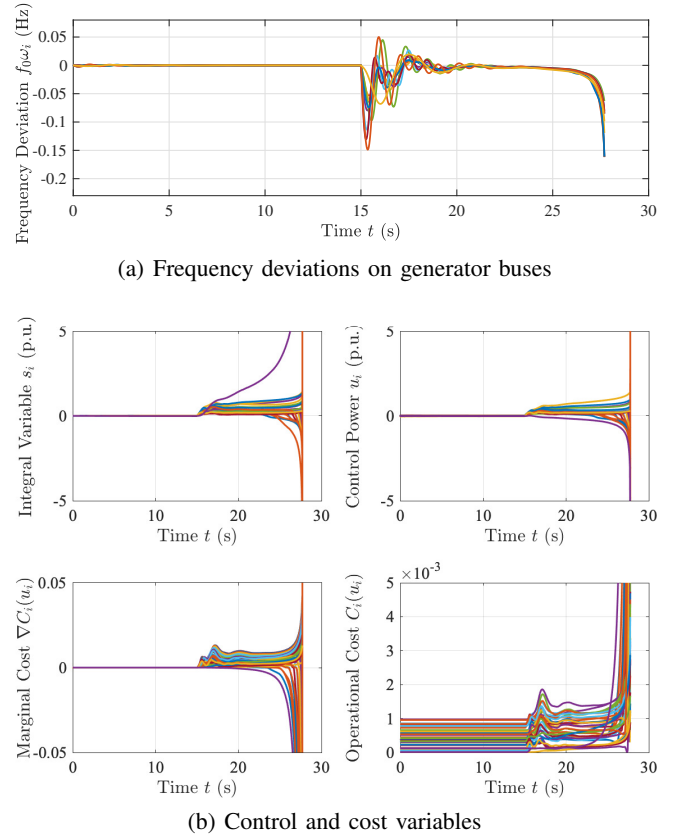 Frequency Deviation f₀ωᵢ (Hz)
0.05
0
-0.05
-0.1
-0.15
-0.2
0 5 10 15 20 25 30
Time t (s)
(a) Frequency deviations on generator buses
Integral Variable sᵢ (p.u.)
5
0
-5
0 10 20 30
Time t (s)
Control Power uᵢ (p.u.)
5
0
-5
0 10 20 30
Time t (s)
Marginal Cost ∇Cᵢ(uᵢ)
0.05
0
-0.05
0 10 20 30
Time t (s)
Operational Cost Cᵢ(uᵢ)
×10⁻³
5
4
3
2
1
0
0 10 20 30
Time t (s)
(b) Control and cost variables